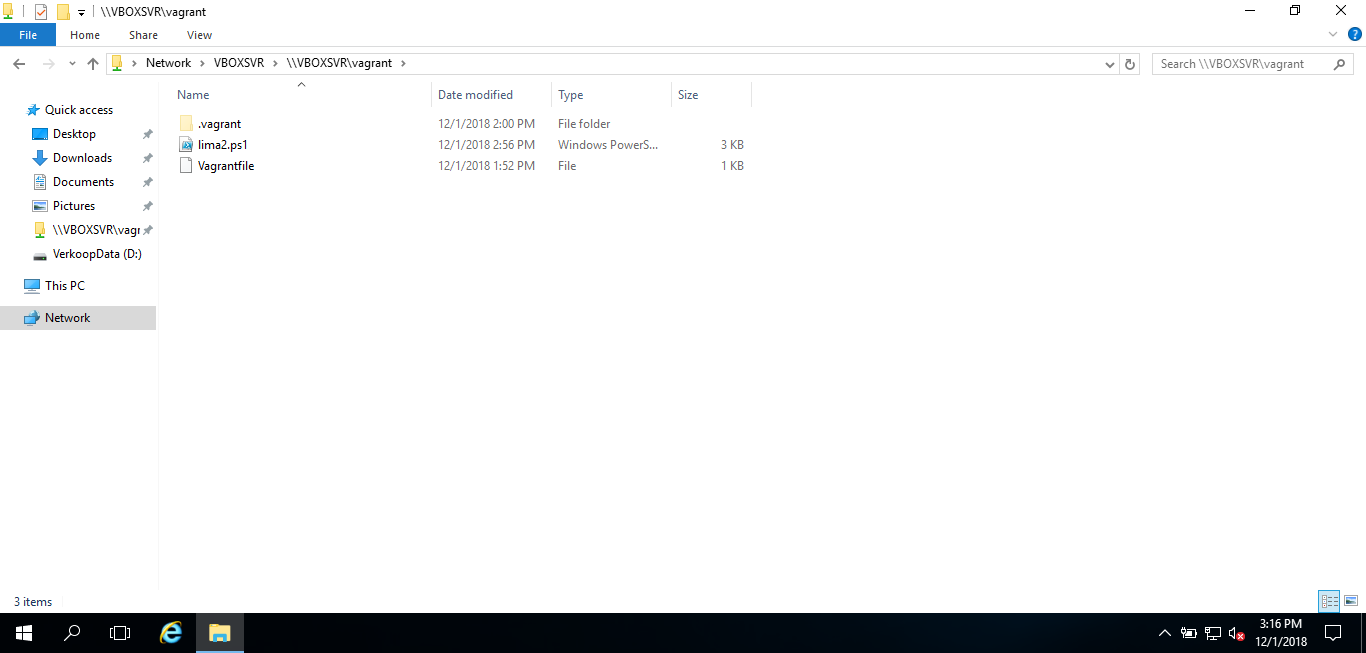 \\VBOXSVR\vagrant
File Home Share View
Network VBOXSVR \\VBOXSVR\vagrant Search \\VBOXSVR\vagrant
Name Date modified Type Size
Quick access
Desktop
Downloads
Documents
Pictures
\\VBOXSVR\vagr
VerkoopData (D:)
This PC
Network
.vagrant 12/1/2018 2:00 PM File folder
lima2.ps1 12/1/2018 2:56 PM Windows PowerS... 3 KB
Vagrantfile 12/1/2018 1:52 PM File 1 KB
3 items
3:16 PM
12/1/2018